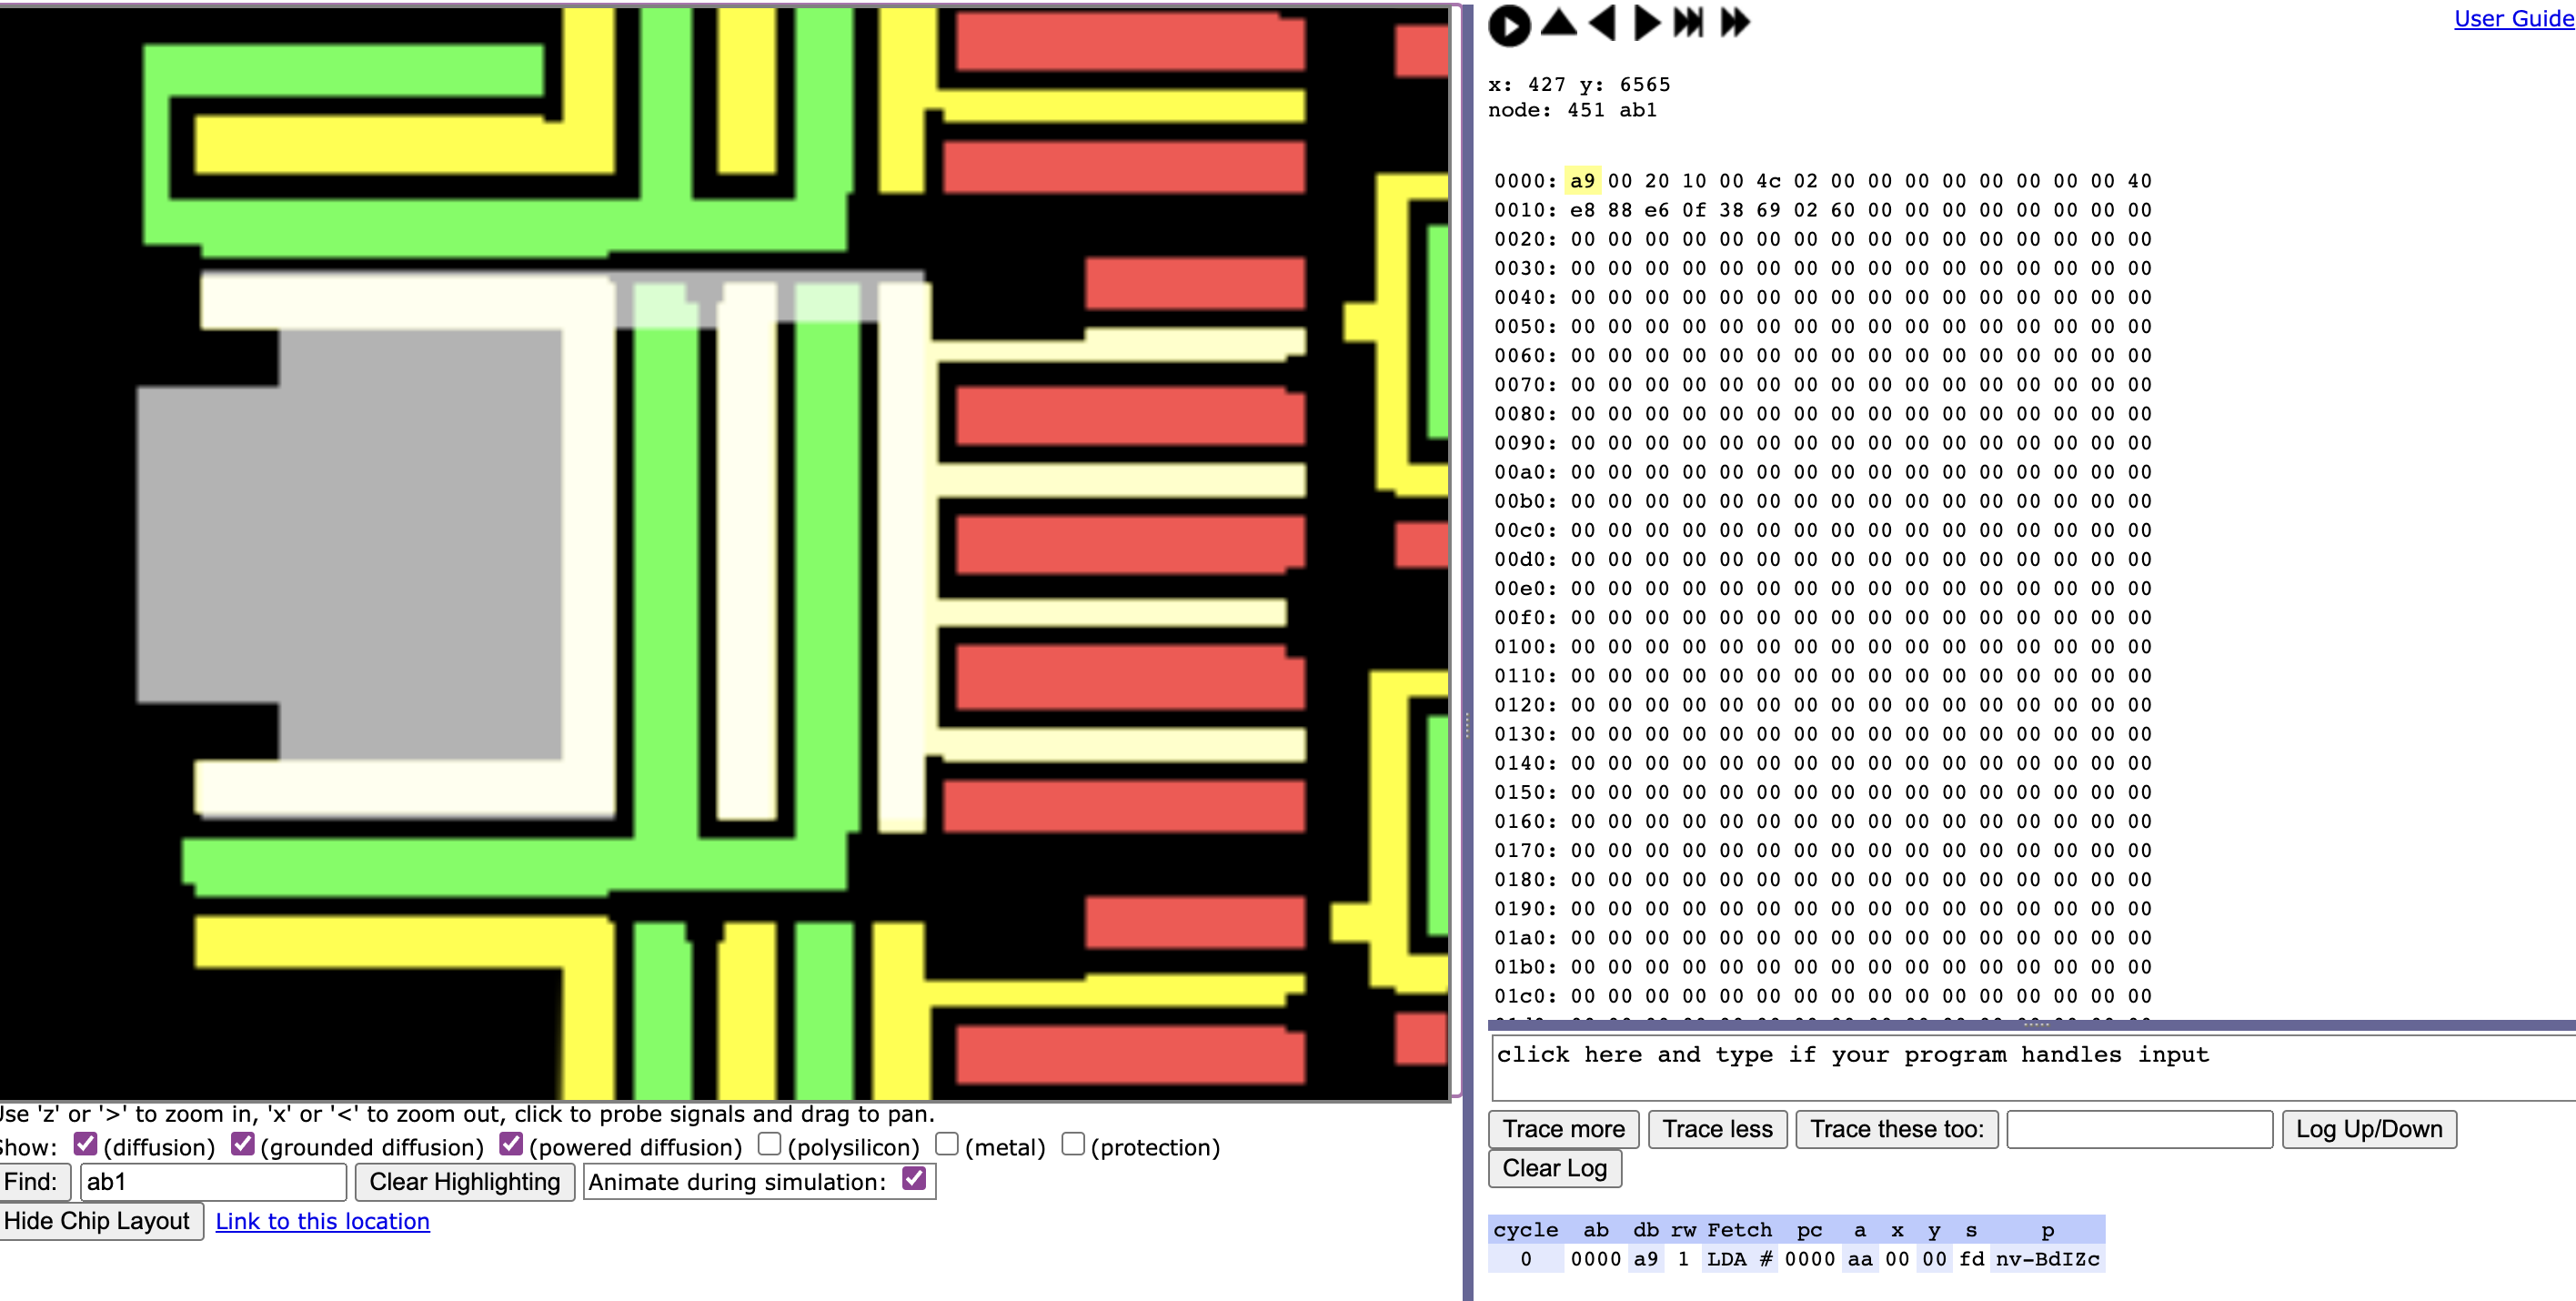 User Guide
x: 427 y: 6565
node: 451 ab1
0000: a9 00 20 10 00 4c 02 00 00 00 00 00 00 00 00 40
0010: e8 88 e6 0f 38 69 02 60 00 00 00 00 00 00 00 00
0020: 00 00 00 00 00 00 00 00 00 00 00 00 00 00 00 00
0030: 00 00 00 00 00 00 00 00 00 00 00 00 00 00 00 00
0040: 00 00 00 00 00 00 00 00 00 00 00 00 00 00 00 00
0050: 00 00 00 00 00 00 00 00 00 00 00 00 00 00 00 00
0060: 00 00 00 00 00 00 00 00 00 00 00 00 00 00 00 00
0070: 00 00 00 00 00 00 00 00 00 00 00 00 00 00 00 00
0080: 00 00 00 00 00 00 00 00 00 00 00 00 00 00 00 00
0090: 00 00 00 00 00 00 00 00 00 00 00 00 00 00 00 00
00a0: 00 00 00 00 00 00 00 00 00 00 00 00 00 00 00 00
00b0: 00 00 00 00 00 00 00 00 00 00 00 00 00 00 00 00
00c0: 00 00 00 00 00 00 00 00 00 00 00 00 00 00 00 00
00d0: 00 00 00 00 00 00 00 00 00 00 00 00 00 00 00 00
00e0: 00 00 00 00 00 00 00 00 00 00 00 00 00 00 00 00
00f0: 00 00 00 00 00 00 00 00 00 00 00 00 00 00 00 00
0100: 00 00 00 00 00 00 00 00 00 00 00 00 00 00 00 00
0110: 00 00 00 00 00 00 00 00 00 00 00 00 00 00 00 00
0120: 00 00 00 00 00 00 00 00 00 00 00 00 00 00 00 00
0130: 00 00 00 00 00 00 00 00 00 00 00 00 00 00 00 00
0140: 00 00 00 00 00 00 00 00 00 00 00 00 00 00 00 00
0150: 00 00 00 00 00 00 00 00 00 00 00 00 00 00 00 00
0160: 00 00 00 00 00 00 00 00 00 00 00 00 00 00 00 00
0170: 00 00 00 00 00 00 00 00 00 00 00 00 00 00 00 00
0180: 00 00 00 00 00 00 00 00 00 00 00 00 00 00 00 00
0190: 00 00 00 00 00 00 00 00 00 00 00 00 00 00 00 00
01a0: 00 00 00 00 00 00 00 00 00 00 00 00 00 00 00 00
01b0: 00 00 00 00 00 00 00 00 00 00 00 00 00 00 00 00
01c0: 00 00 00 00 00 00 00 00 00 00 00 00 00 00 00 00
click here and type if your program handles input
Trace more Trace less Trace these too: Log Up/Down
Clear Log
cycle ab db rw Fetch pc a x y s p
0 0000 a9 1 LDA # 0000 aa 00 00 fd nv-BdIZc
'z' or '>' to zoom in, 'x' or '<' to zoom out, click to probe signals and drag to pan.
(diffusion) (grounded diffusion) (powered diffusion) (polysilicon) (metal) (protection)
Find: ab1 Clear Highlighting Animate during simulation:
Hide Chip Layout Link to this location